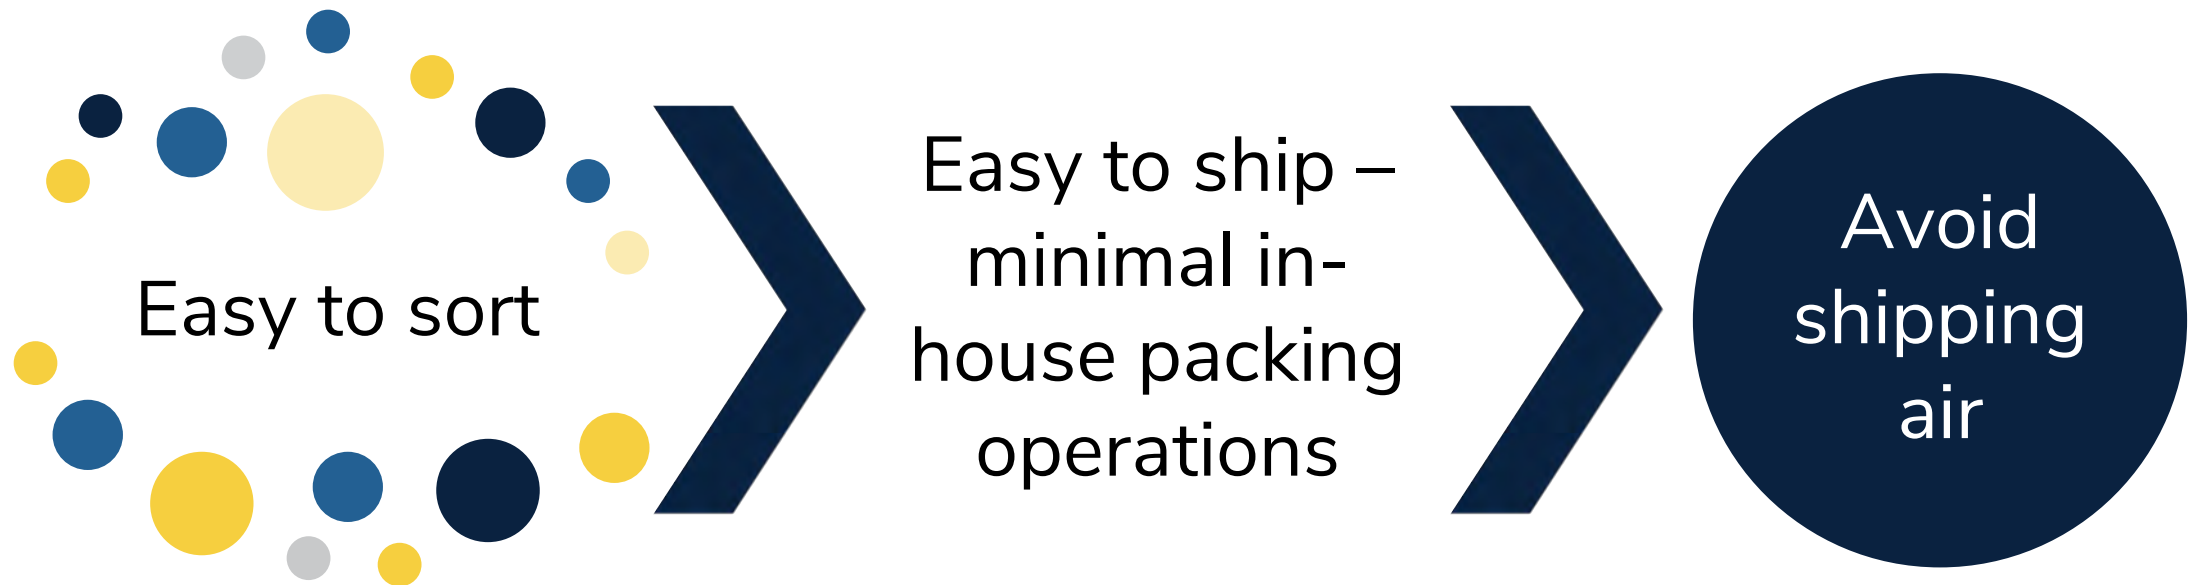 Easy to sort
Easy to ship –
minimal in-
house packing
operations
Avoid
shipping
air